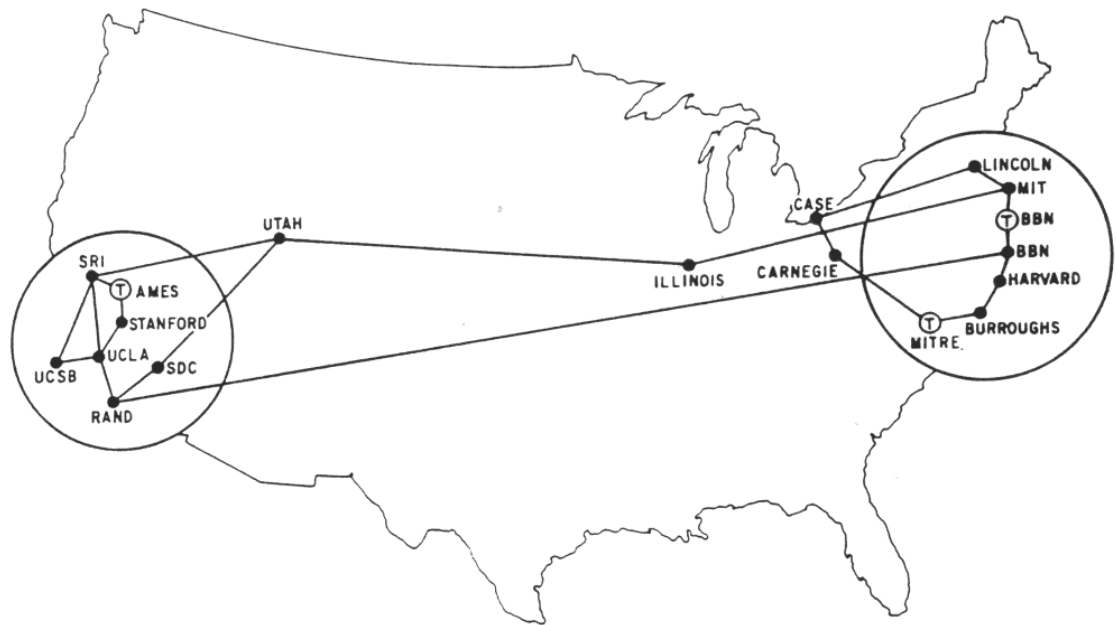 LINCOLN
MIT
CASE
T BBN
UTAH
BBN
SRI
ILLINOIS
CARNEGIE
HARVARD
T AMES
STANFORD
BURROUGHS
T
MITRE
UCLA
SDC
UCSB
RAND